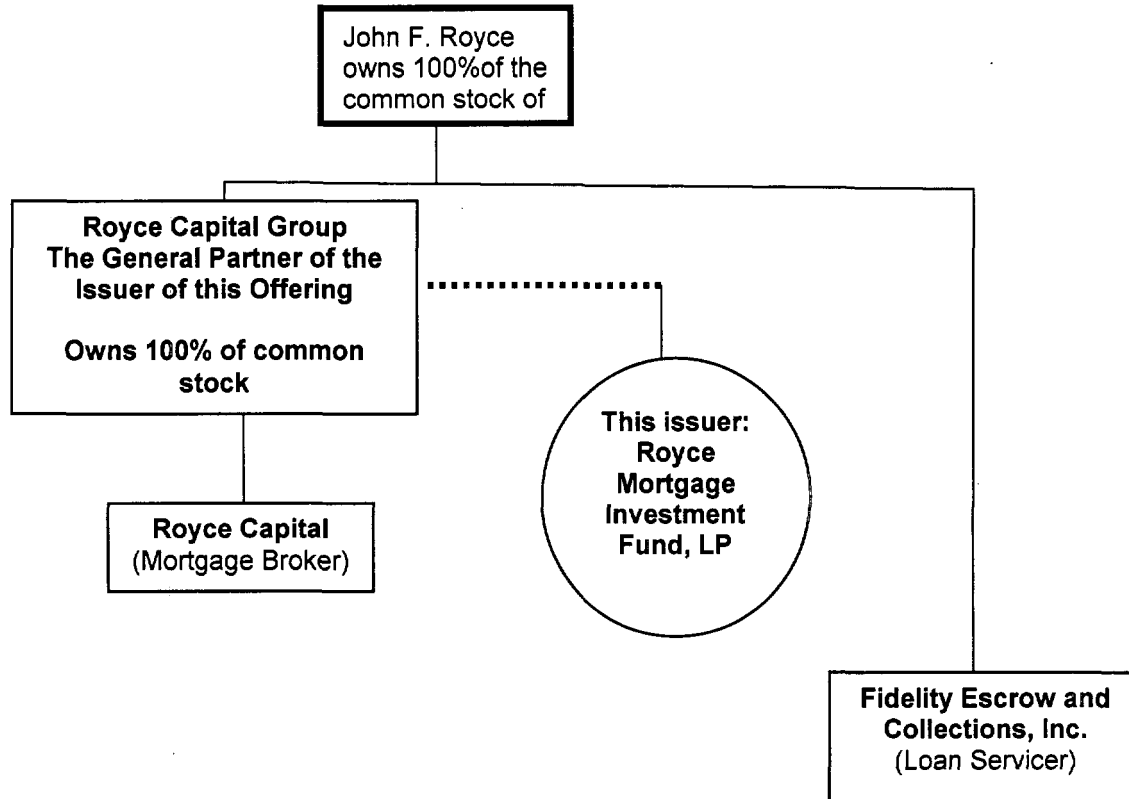 John F. Royce
owns 100%of the
common stock of
Royce Capital Group
The General Partner of the
Issuer of this Offering
Owns 100% of common
stock
This issuer:
Royce
Mortgage
Investment
Fund, LP
Royce Capital
(Mortgage Broker)
Fidelity Escrow and
Collections, Inc.
(Loan Servicer)